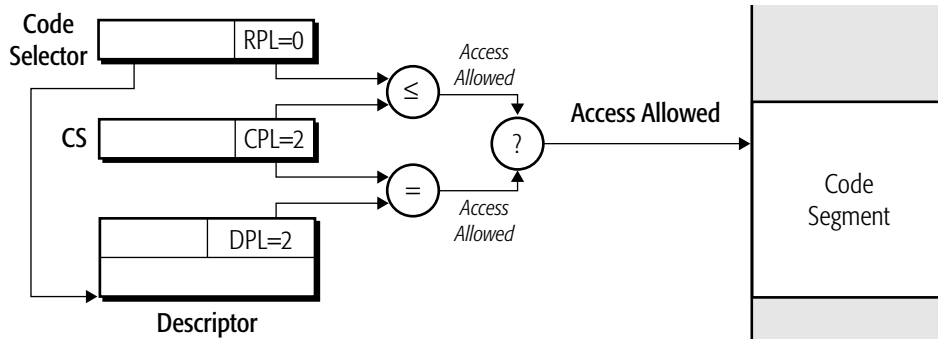 Code
Selector
RPL=0
Access
Allowed
≤
CS
CPL=2
?
Access Allowed
=
Access
Allowed
DPL=2
Code
Segment
Descriptor